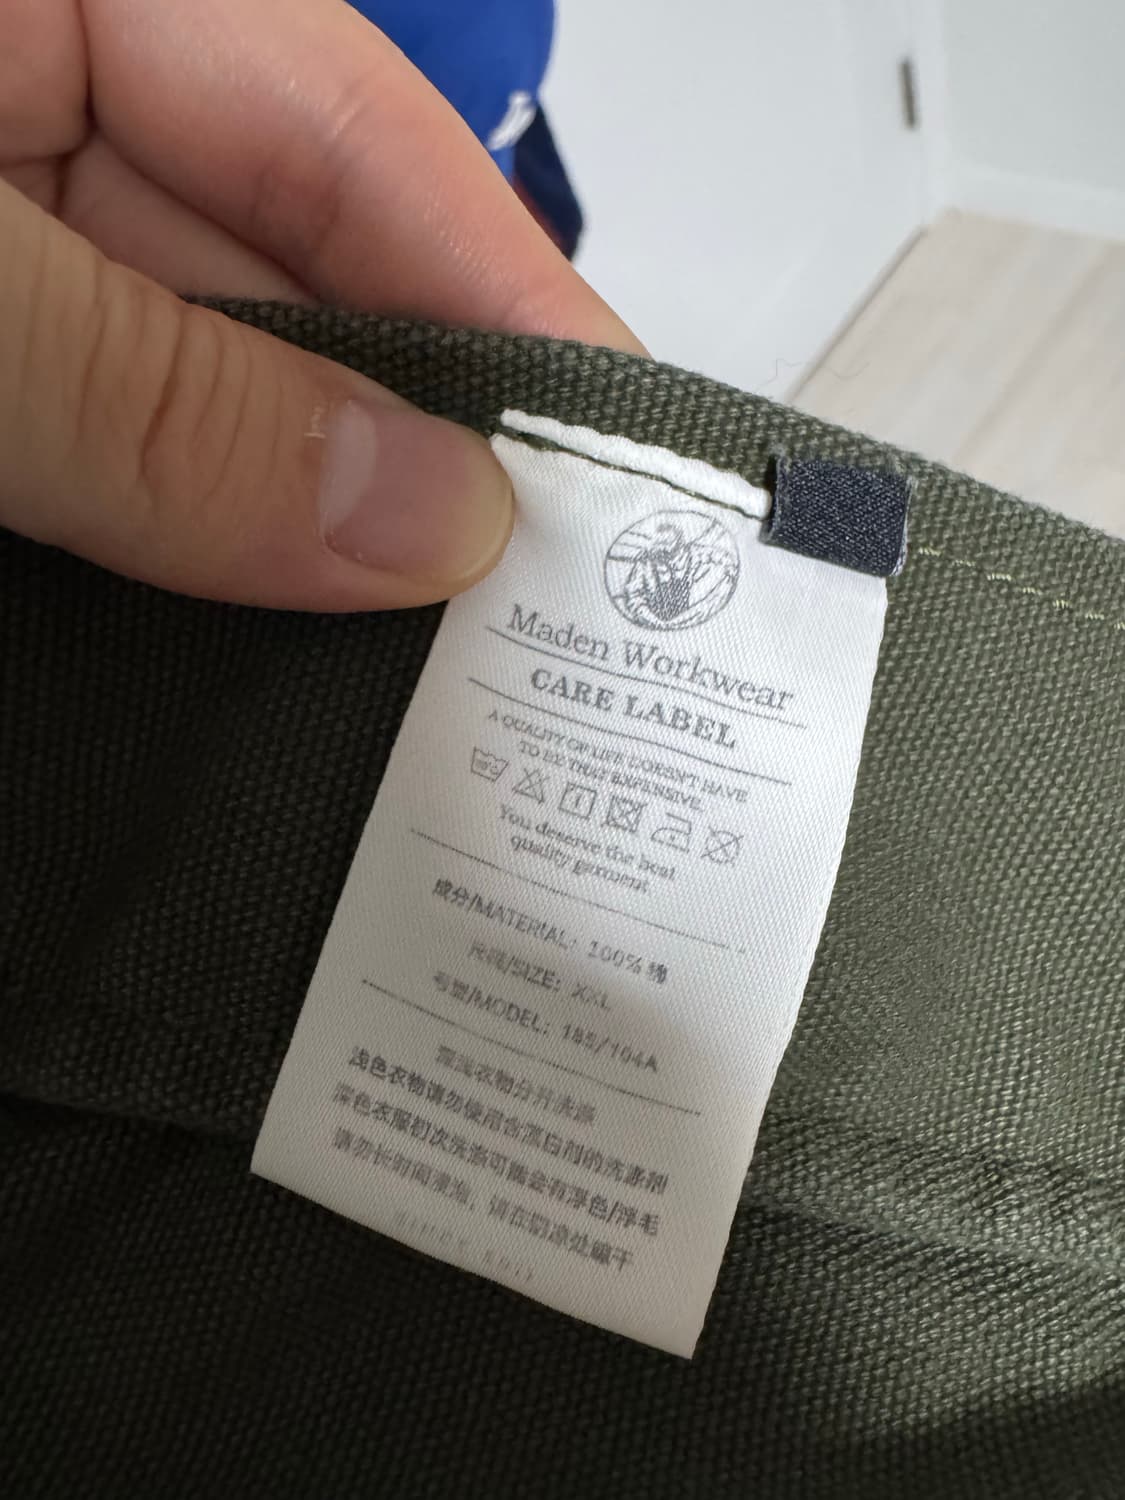 Maden Workwear
CARE LABEL
A QUALITY OF LIFE DOESN'T HAVE
TO BE THAT EXPENSIVE
You deserve the best
quality garment
成分/MATERIAL: 100%棉
尺码/SIZE: XXL
号型/MODEL: 185/104A
深浅衣物分开洗涤
浅色衣物请勿使用含漂白剂的洗涤剂
深色衣服初次洗涤可能会有浮色/浮毛
请勿长时间浸泡，请在阴凉处晾干